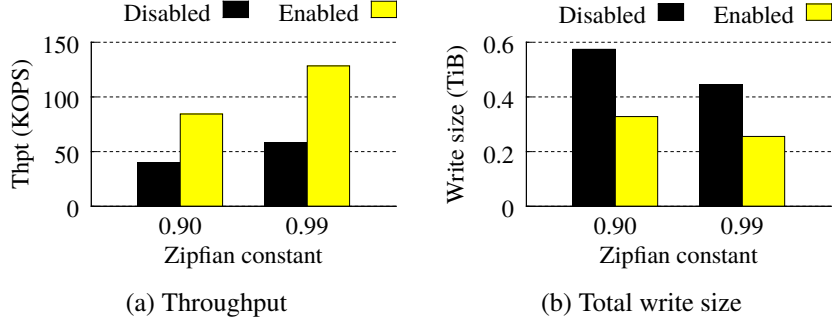 Disabled Enabled
Thpt (KOPS)
150
100
50
0
0.90 0.99
Zipfian constant
(a) Throughput
Disabled Enabled
Write size (TiB)
0.6
0.4
0.2
0
0.90 0.99
Zipfian constant
(b) Total write size